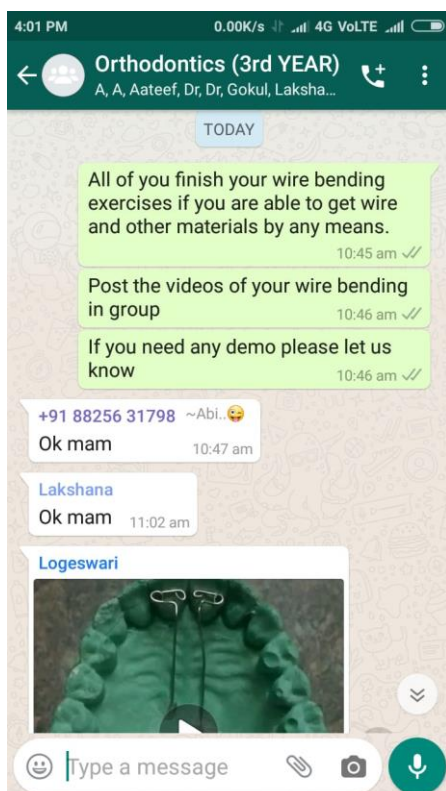 4:01 PM 0.00K/s 4G VoLTE
Orthodontics (3rd YEAR)
A, A, Aateef, Dr, Dr, Gokul, Laksha...
TODAY
All of you finish your wire bending
exercises if you are able to get wire
and other materials by any means.
10:45 am
Post the videos of your wire bending
in group 10:46 am
If you need any demo please let us
know 10:46 am
+91 88256 31798 ~Abi..😜
Ok mam 10:47 am
Lakshana
Ok mam 11:02 am
Logeswari
Type a message